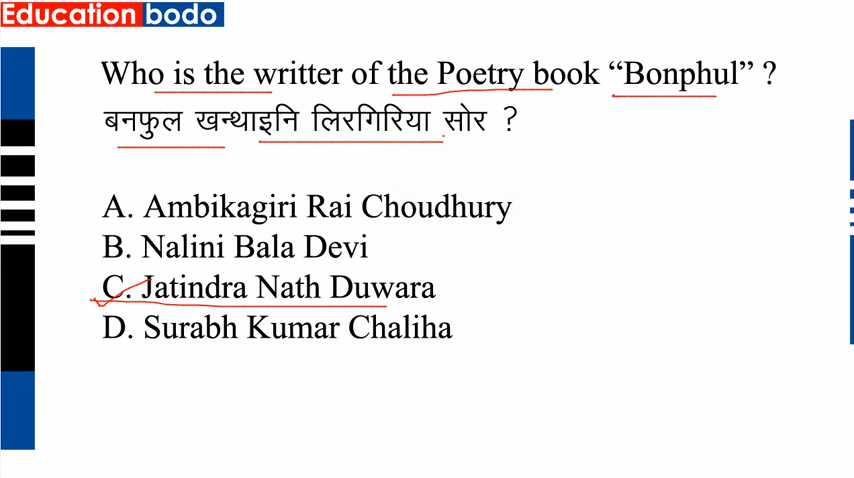 Education bodo
Who is the writter of the Poetry book “Bonphul” ?
बनफुल खन्थाइनि लिरगिरिया सोर ?
A. Ambikagiri Rai Choudhury
B. Nalini Bala Devi
C. Jatindra Nath Duwara
D. Surabh Kumar Chaliha